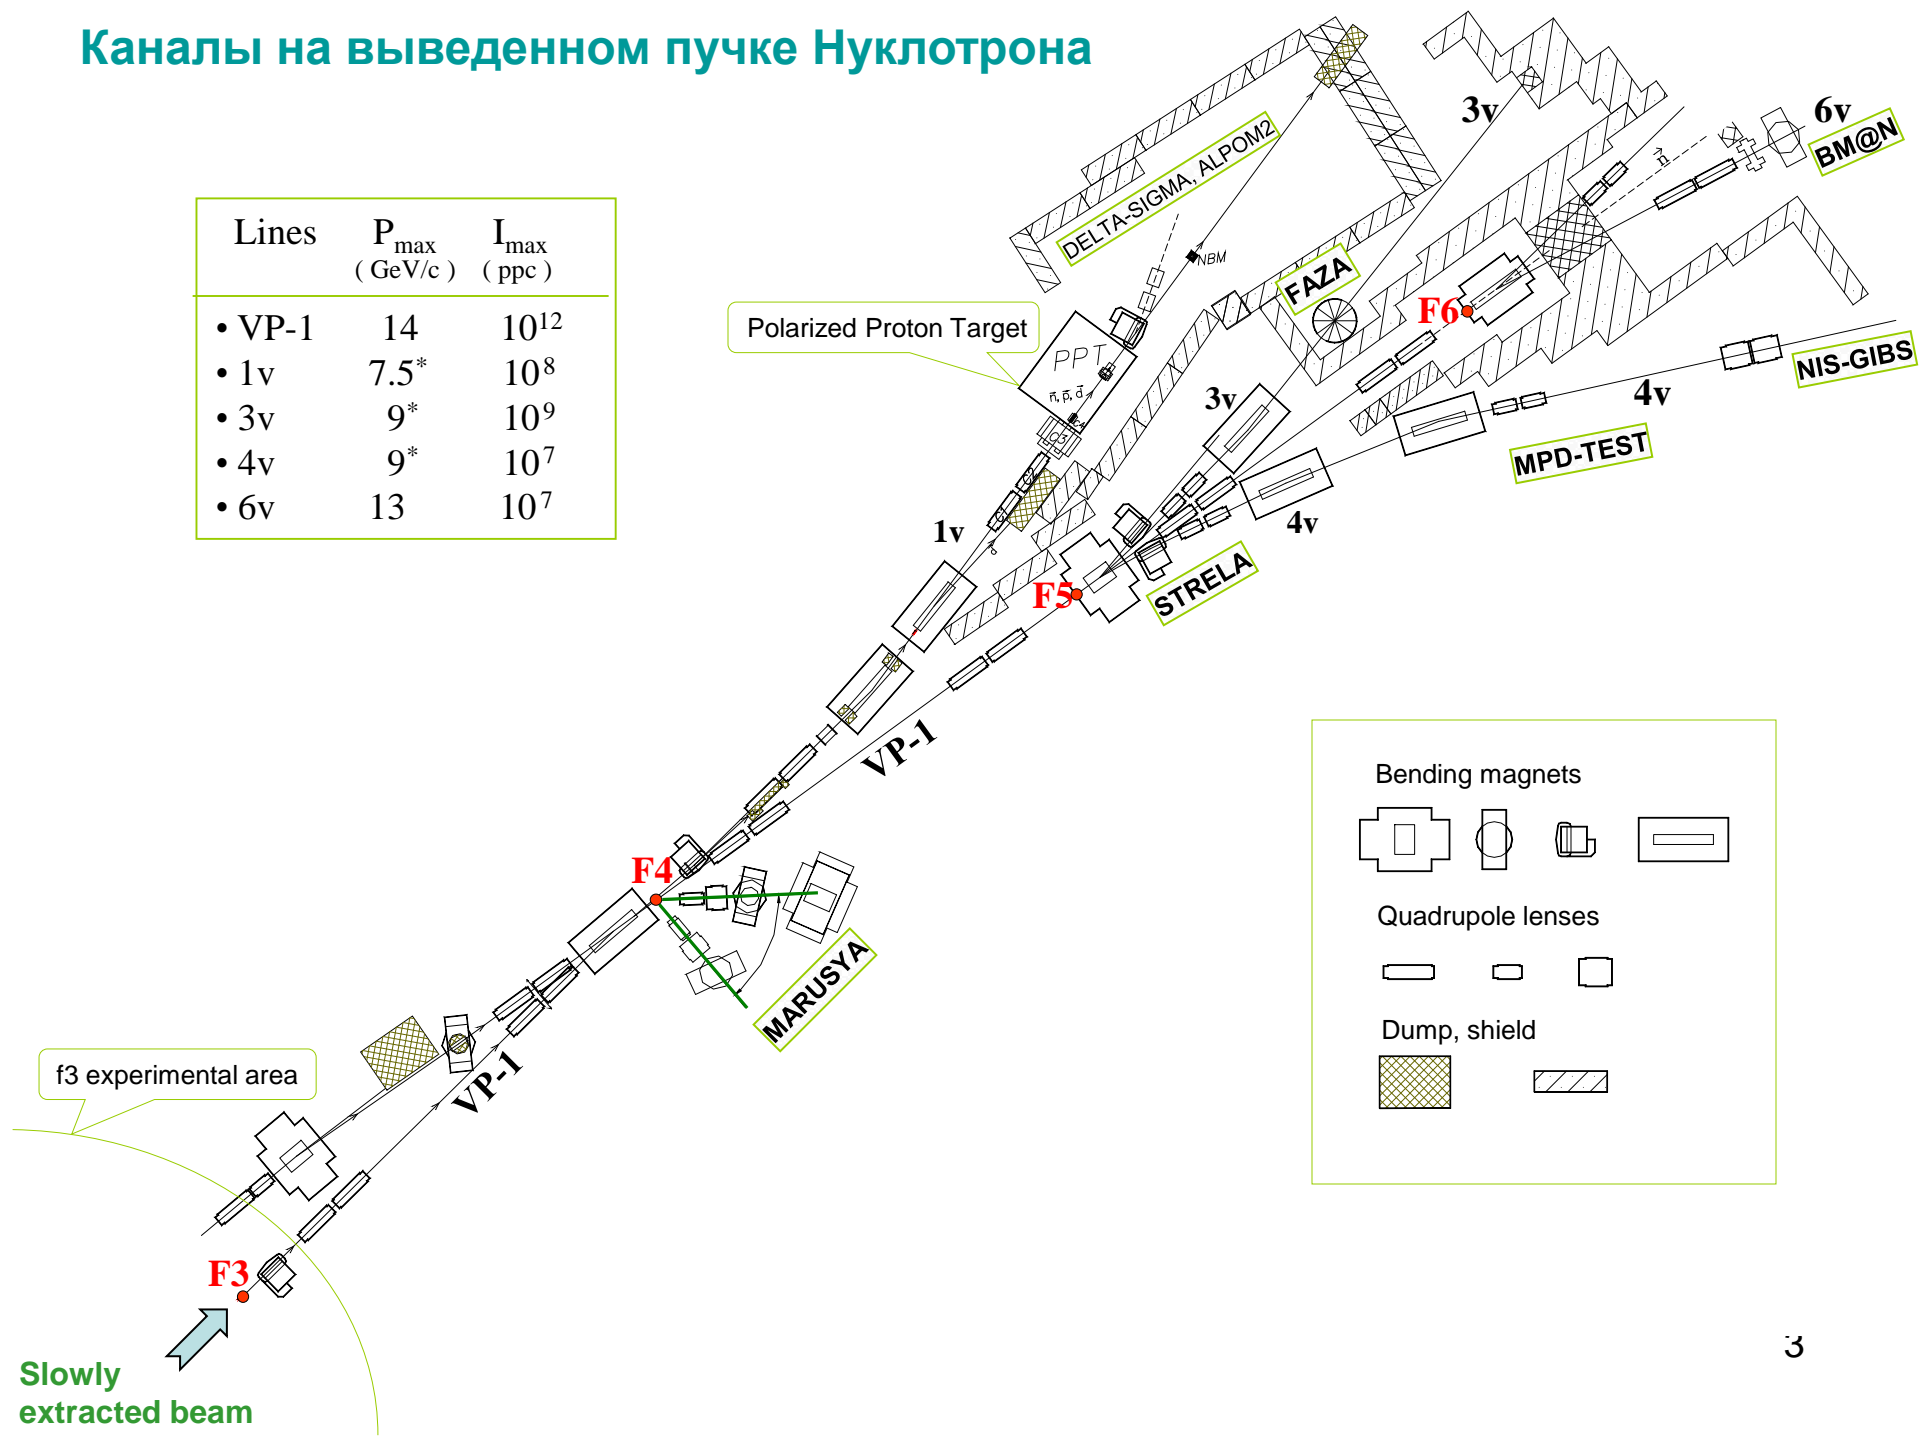 Каналы на выведенном пучке Нуклотрона
Lines Pmax Imax
( GeV/c ) ( ppc )
• VP-1 14 10¹²
• 1v 7.5* 10⁸
• 3v 9* 10⁹
• 4v 9* 10⁷
• 6v 13 10⁷
3v
6v
BM@N
DELTA-SIGMA, ALPOM2
n
NBM
FAZA
F6
Polarized Proton Target
PPT
n, p, d
NIS-GIBS
4v
3v
MPD-TEST
4v
1v
STRELA
F5
VP-1
F4
MARUSYA
VP-1
f3 experimental area
F3
Slowly
extracted beam
Bending magnets
Quadrupole lenses
Dump, shield
3